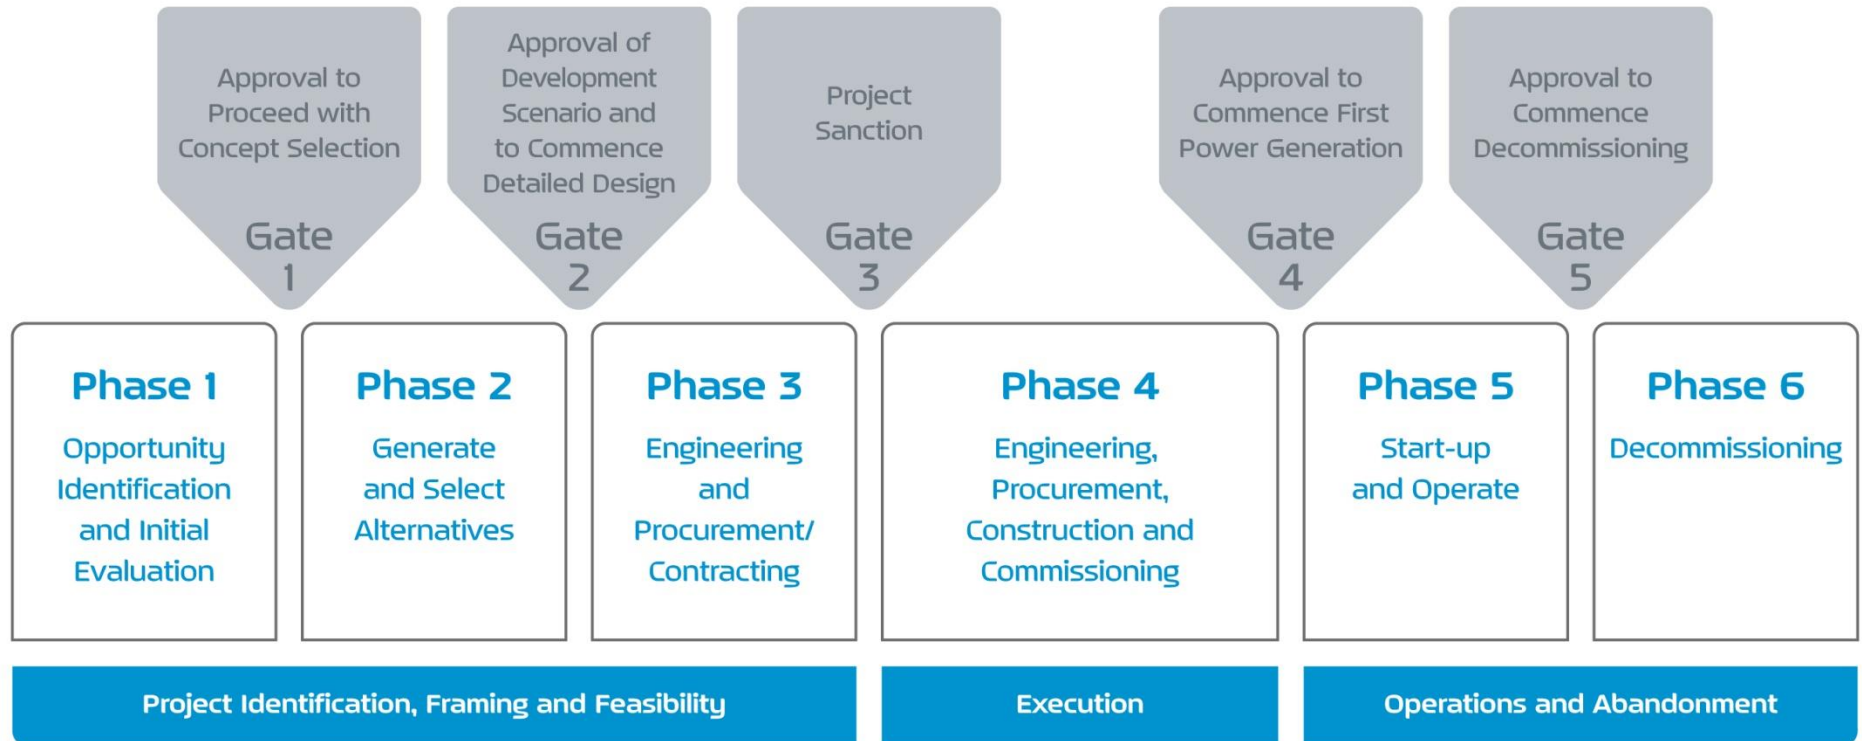 Approval to
Proceed with
Concept Selection
Gate
1
Approval of
Development
Scenario and
to Commence
Detailed Design
Gate
2
Project
Sanction
Gate
3
Approval to
Commence First
Power Generation
Gate
4
Approval to
Commence
Decommissioning
Gate
5
Phase 1
Opportunity
Identification
and Initial
Evaluation
Phase 2
Generate
and Select
Alternatives
Phase 3
Engineering
and
Procurement/
Contracting
Phase 4
Engineering,
Procurement,
Construction and
Commissioning
Phase 5
Start-up
and Operate
Phase 6
Decommissioning
Project Identification, Framing and Feasibility
Execution
Operations and Abandonment